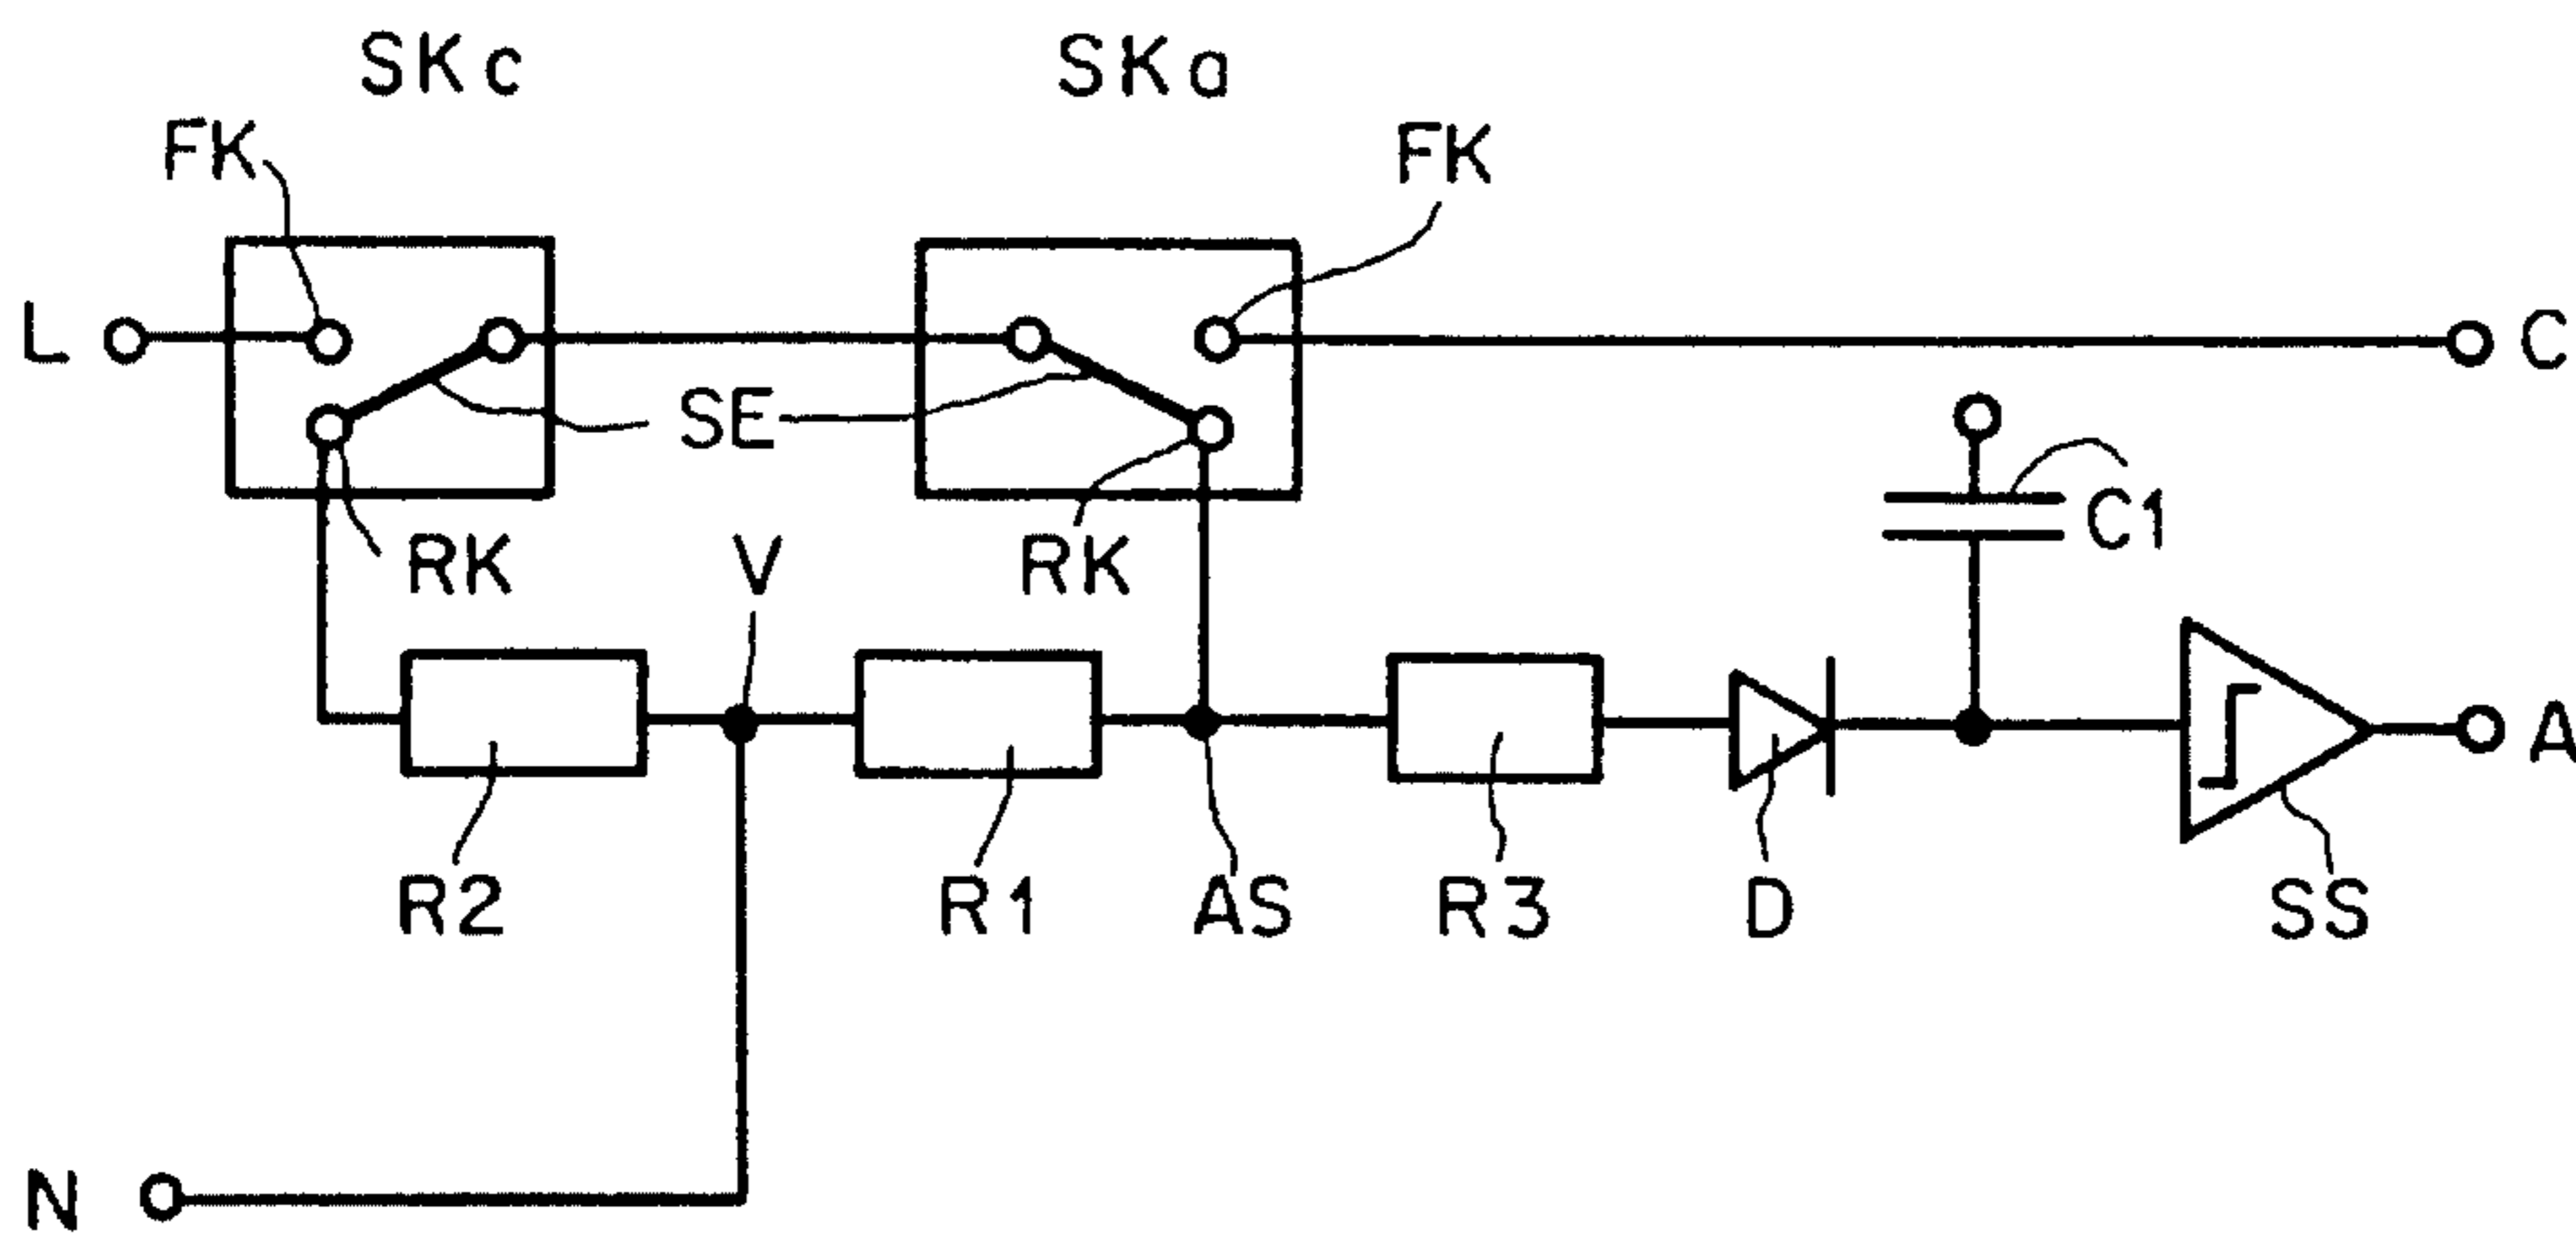 SKc SKa
FK FK
L C
SE
C1
RK V RK
A
R2 R1 AS R3 D SS
N